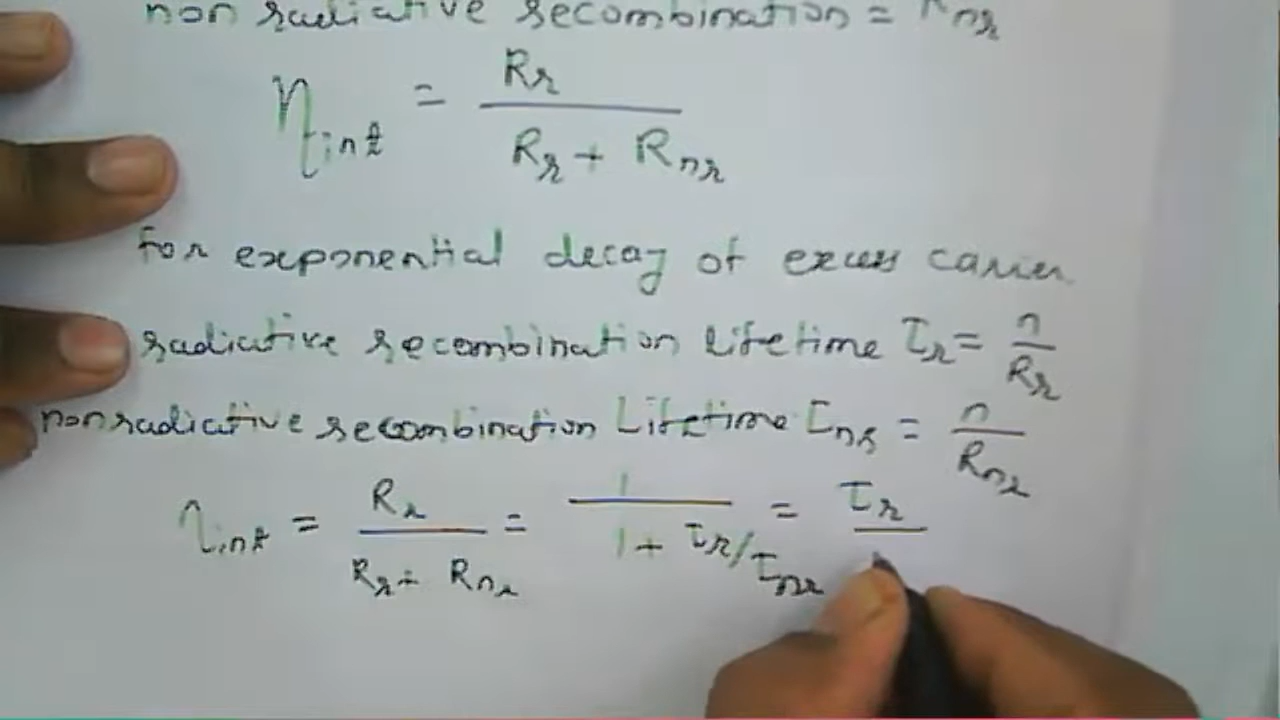 non radiative recombination = Rnr
ηint = Rr / Rr + Rnr
For exponential decay of excess carrier
radiative recombination lifetime τr = n / Rr
nonradiative recombination Lifetime τnr = n / Rnr
ηint = Rr / Rr + Rnr = 1 / 1 + τr/τnr = τr /